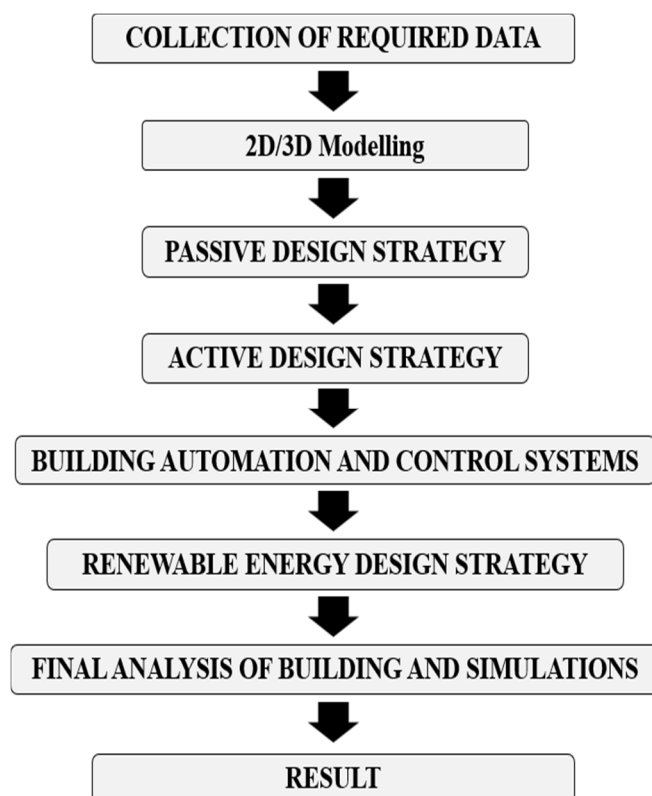 COLLECTION OF REQUIRED DATA
2D/3D Modelling
PASSIVE DESIGN STRATEGY
ACTIVE DESIGN STRATEGY
BUILDING AUTOMATION AND CONTROL SYSTEMS
RENEWABLE ENERGY DESIGN STRATEGY
FINAL ANALYSIS OF BUILDING AND SIMULATIONS
RESULT